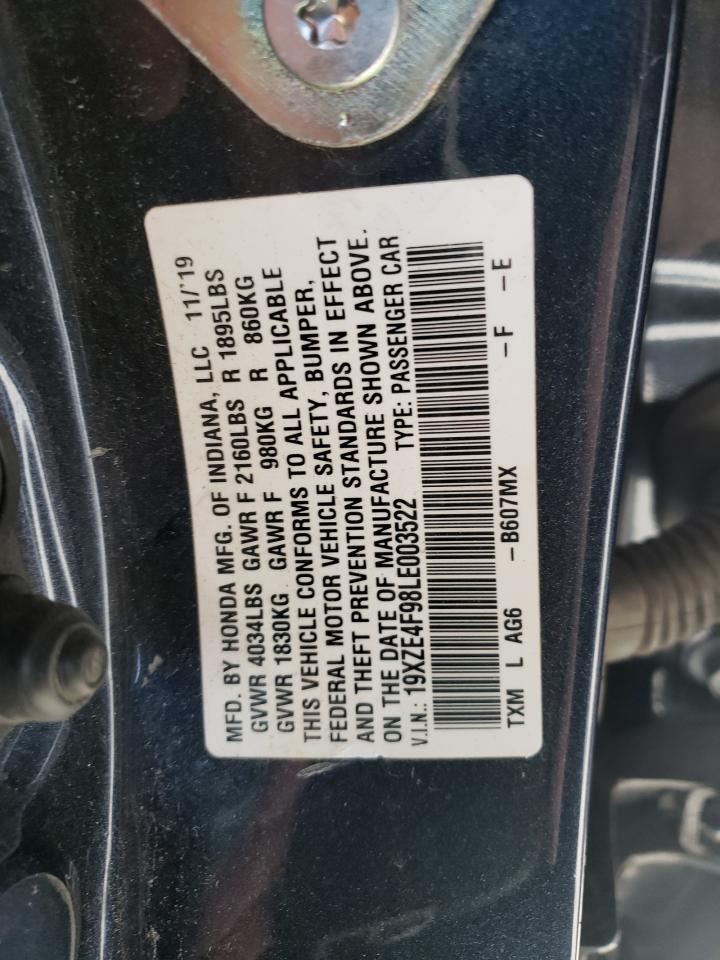 MFD. BY HONDA MFG. OF INDIANA, LLC 11/'19
GVWR 4034LBS GAWR F 2160LBS R 1895LBS
GVWR 1830KG GAWR F 980KG R 860KG
THIS VEHICLE CONFORMS TO ALL APPLICABLE
FEDERAL MOTOR VEHICLE SAFETY, BUMPER,
AND THEFT PREVENTION STANDARDS IN EFFECT
ON THE DATE OF MANUFACTURE SHOWN ABOVE.
V.I.N.: 19XZE4F98LE003522 TYPE: PASSENGER CAR
TXM L AG6 -B607MX -F -E